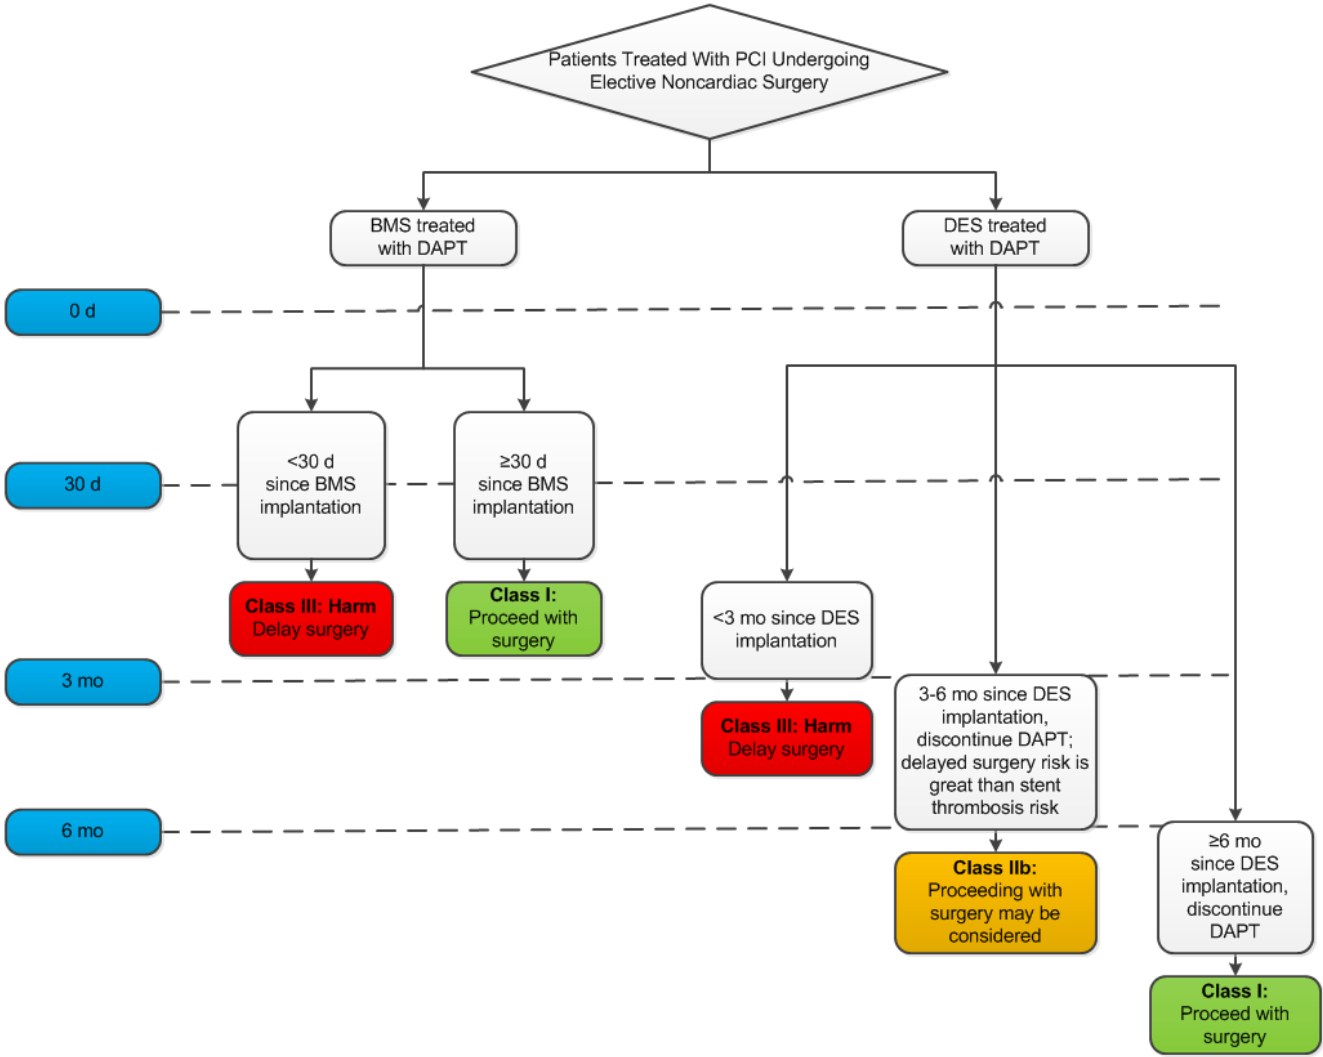 Patients Treated With PCI Undergoing
Elective Noncardiac Surgery
BMS treated
with DAPT
DES treated
with DAPT
0 d
<30 d
since BMS
implantation
≥30 d
since BMS
implantation
30 d
Class III: Harm
Delay surgery
Class I:
Proceed with
surgery
<3 mo since DES
implantation
3 mo
Class III: Harm
Delay surgery
3-6 mo since DES
implantation,
discontinue DAPT;
delayed surgery risk is
great than stent
thrombosis risk
6 mo
Class IIb:
Proceeding with
surgery may be
considered
≥6 mo
since DES
implantation,
discontinue
DAPT
Class I:
Proceed with
surgery